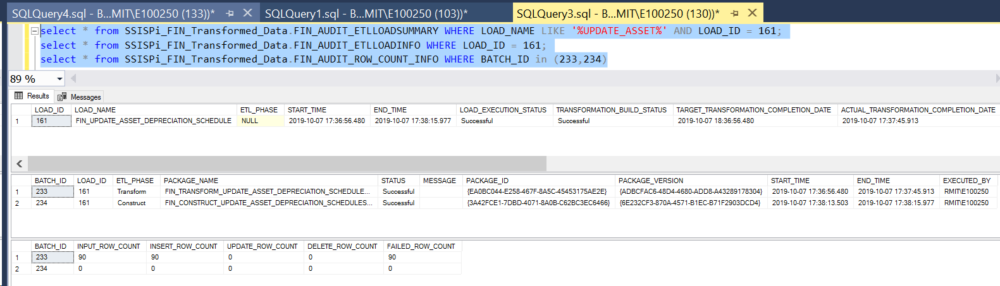 SQLQuery4.sql - B...MIT\E100250 (133))* SQLQuery1.sql - B...MIT\E100250 (103))* SQLQuery3.sql - B...MIT\E100250 (130))*
select * from SSISPi_FIN_Transformed_Data.FIN_AUDIT_ETLLOADSUMMARY WHERE LOAD_NAME LIKE '%UPDATE_ASSET%' AND LOAD_ID = 161;
select * from SSISPi_FIN_Transformed_Data.FIN_AUDIT_ETLLOADINFO WHERE LOAD_ID = 161;
select * from SSISPi_FIN_Transformed_Data.FIN_AUDIT_ROW_COUNT_INFO WHERE BATCH_ID in (233,234)
89 %
Results Messages
LOAD_ID LOAD_NAME ETL_PHASE START_TIME END_TIME LOAD_EXECUTION_STATUS TRANSFORMATION_BUILD_STATUS TARGET_TRANSFORMATION_COMPLETION_DATE ACTUAL_TRANSFORMATION_COMPLETION_DATE
1 161 FIN_UPDATE_ASSET_DEPRECIATION_SCHEDULE NULL 2019-10-07 17:36:56.480 2019-10-07 17:38:15.977 Successful Successful 2019-10-07 18:36:56.480 2019-10-07 17:37:45.913
BATCH_ID LOAD_ID ETL_PHASE PACKAGE_NAME STATUS MESSAGE PACKAGE_ID PACKAGE_VERSION START_TIME END_TIME EXECUTED_BY
1 233 161 Transform FIN_TRANSFORM_UPDATE_ASSET_DEPRECIATION_SCHEDULE... Successful {EA0BC044-E258-467F-8A5C-45453175AE2E} {ADBCFAC6-48D4-4680-ADD8-A43289178304} 2019-10-07 17:36:56.480 2019-10-07 17:37:45.913 RMIT\E100250
2 234 161 Construct FIN_CONSTRUCT_UPDATE_ASSET_DEPRECIATION_SCHEDULES... Successful {3A42FCE1-7DBD-4071-8A0B-C62BC3EC6466} {6E232CF3-870A-4571-B1EC-B71F2903DCD4} 2019-10-07 17:38:13.503 2019-10-07 17:38:15.977 RMIT\E100250
BATCH_ID INPUT_ROW_COUNT INSERT_ROW_COUNT UPDATE_ROW_COUNT DELETE_ROW_COUNT FAILED_ROW_COUNT
1 233 90 90 0 0 90
2 234 0 0 0 0 0